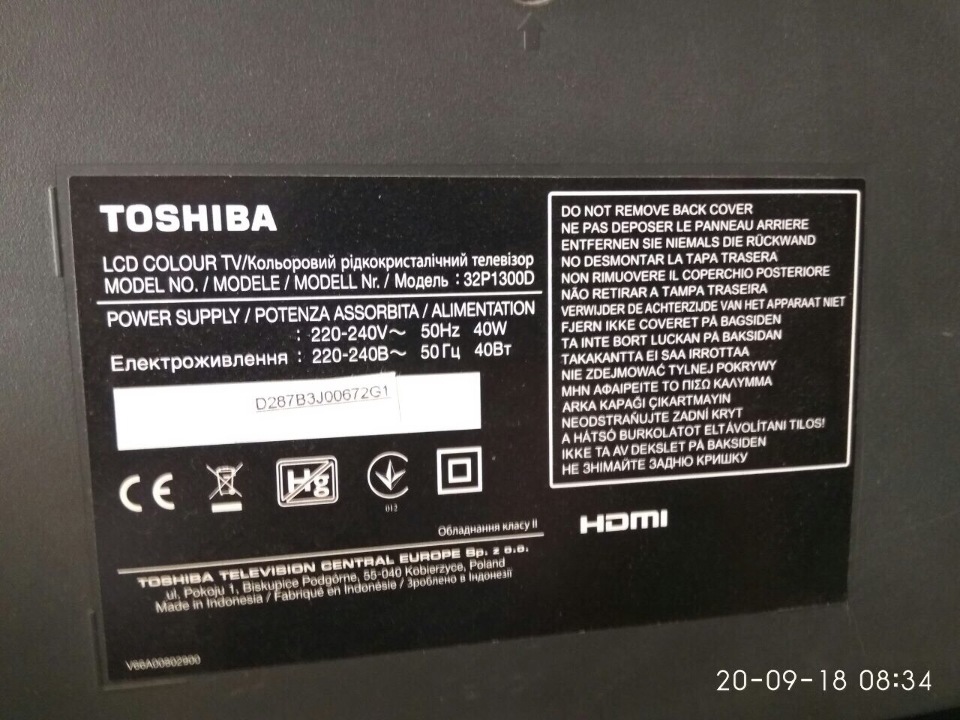 TOSHIBA
LCD COLOUR TV/Кольоровий рідкокристалічний телевізор
MODEL NO. / MODELE / MODELL Nr. / Модель : 32P1300D
POWER SUPPLY / POTENZA ASSORBITA / ALIMENTATION
: 220-240V～ 50Hz 40W
Електроживлення : 220-240В～ 50Гц 40Вт
D287B3J00672G1
CE
Hg
012
Обладнання класу II
TOSHIBA TELEVISION CENTRAL EUROPE Sp. z o.o.
ul. Pokoju 1, Biskupice Podgórne, 55-040 Kobierzyce, Poland
Made in Indonesia / Fabriqué en Indonésie / Зроблено в Індонезії
V66A00802900
DO NOT REMOVE BACK COVER
NE PAS DEPOSER LE PANNEAU ARRIERE
ENTFERNEN SIE NIEMALS DIE RÜCKWAND
NO DESMONTAR LA TAPA TRASERA
NON RIMUOVERE IL COPERCHIO POSTERIORE
NÃO RETIRAR A TAMPA TRASEIRA
VERWIJDER DE ACHTERZIJDE VAN HET APPARAAT NIET
FJERN IKKE COVERET PÅ BAGSIDEN
TA INTE BORT LUCKAN PÅ BAKSIDAN
TAKAKANTTA EI SAA IRROTTAA
NIE ZDEJMOWAĆ TYLNEJ POKRYWY
ΜΗΝ ΑΦΑΙΡΕΙΤΕ ΤΟ ΠΙΣΩ ΚΑΛΥΜΜΑ
ARKA KAPAĞI ÇIKARTMAYIN
NEODSTRAŇUJTE ZADNÍ KRYT
A HÁTSÓ BURKOLATOT ELTÁVOLÍTANI TILOS!
IKKE TA AV DEKSLET PÅ BAKSIDEN
НЕ ЗНІМАЙТЕ ЗАДНЮ КРИШКУ
HDMI
20-09-18 08:34